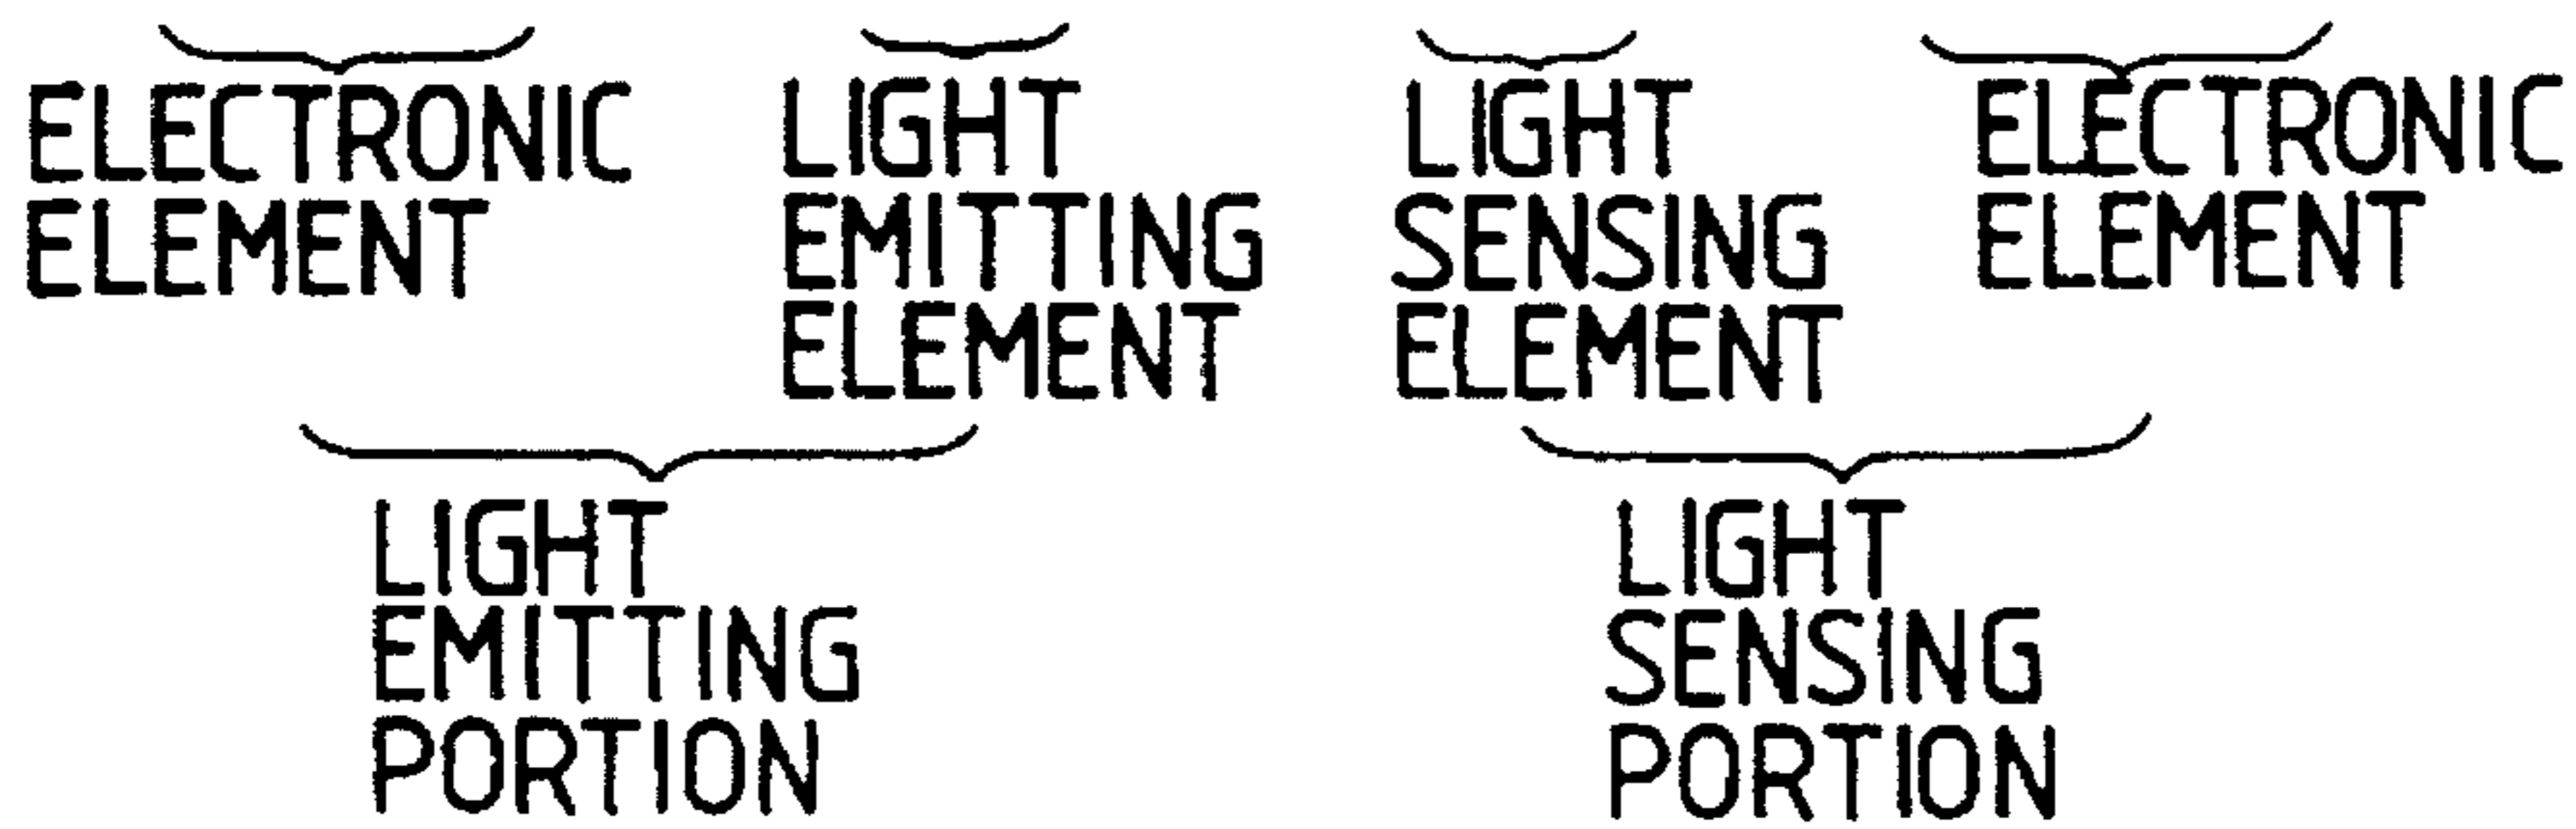 ELECTRONIC
ELEMENT
LIGHT
EMITTING
ELEMENT
LIGHT
SENSING
ELEMENT
ELECTRONIC
ELEMENT
LIGHT
EMITTING
PORTION
LIGHT
SENSING
PORTION